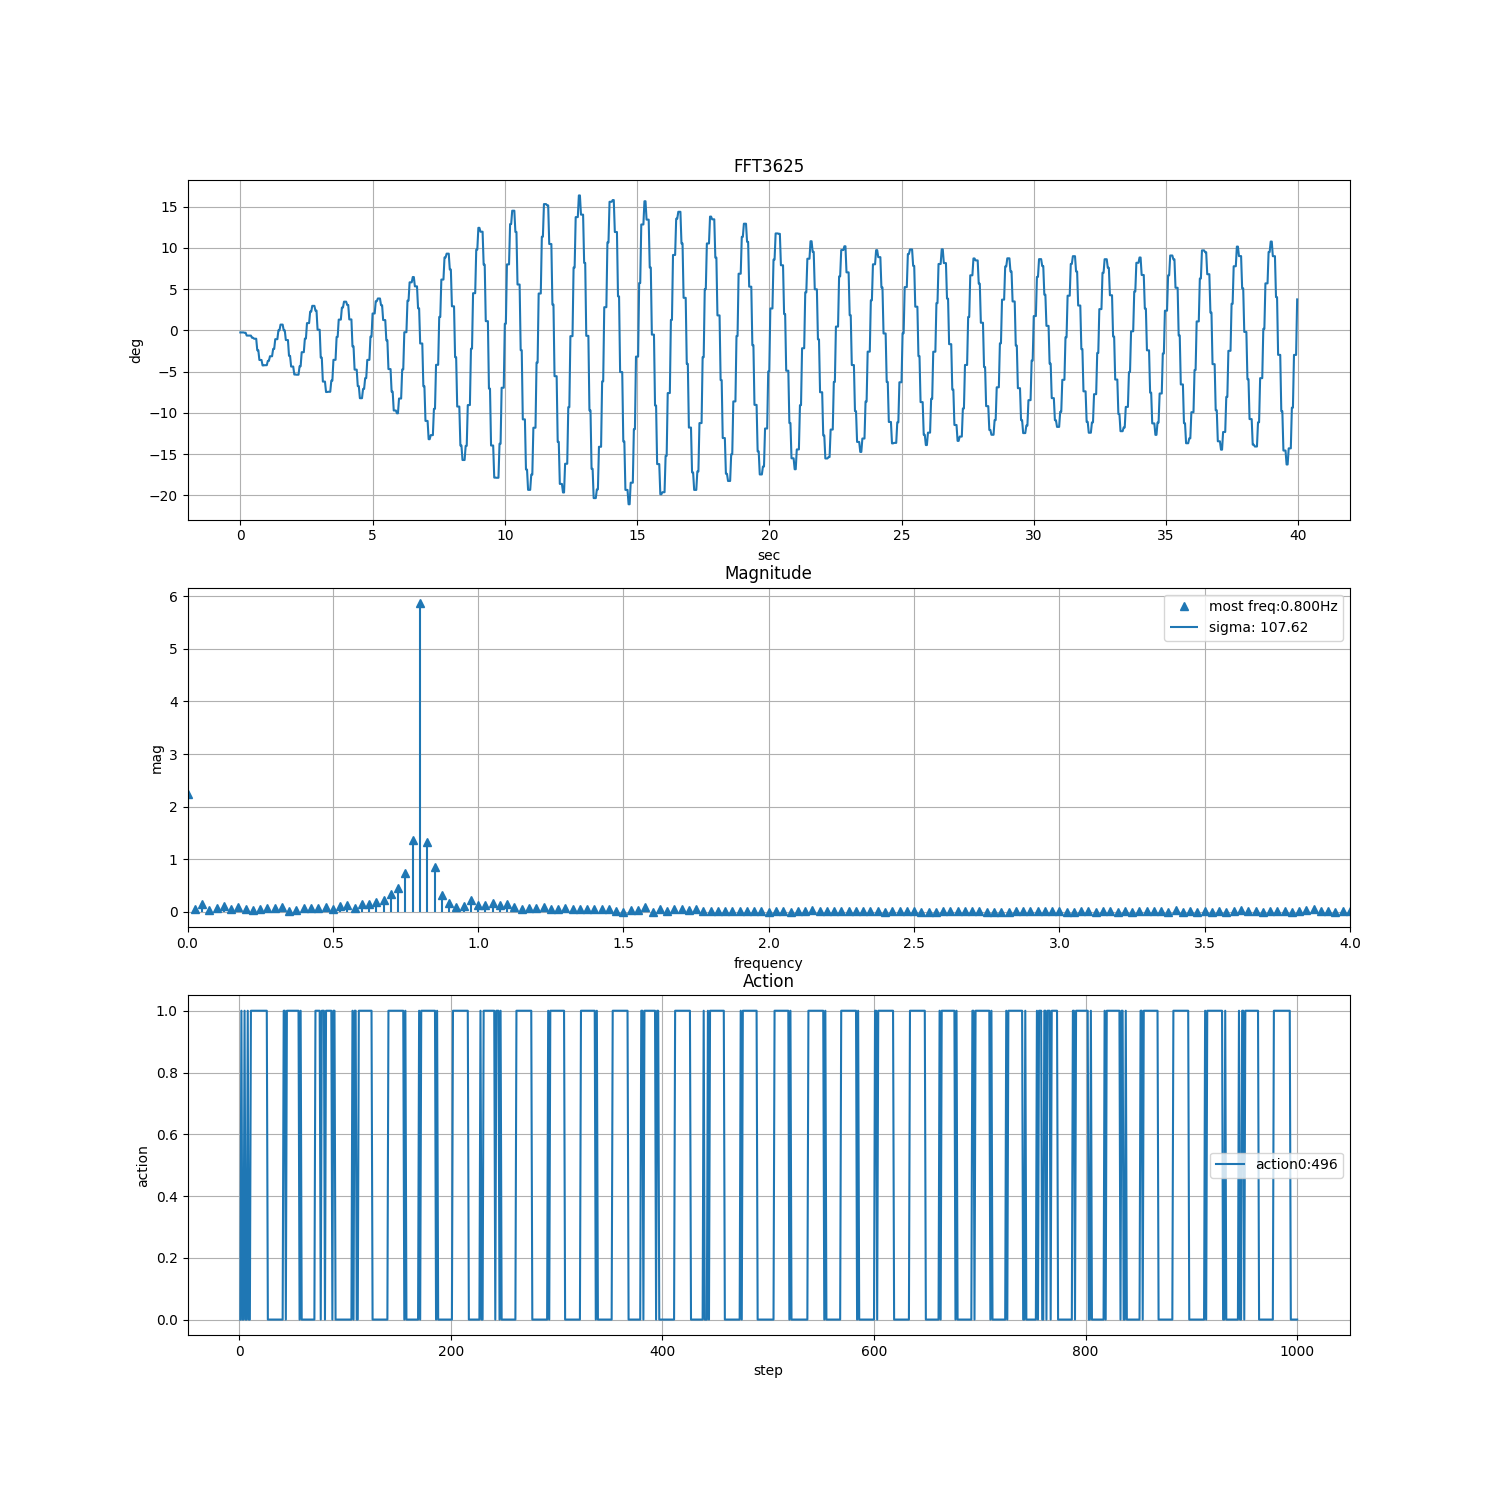 FFT3625
15
10
5
0
−5
−10
−15
−20
deg
0 5 10 15 20 25 30 35 40
sec
Magnitude
6
5
4
3
2
1
0
mag
most freq:0.800Hz
sigma: 107.62
0.0 0.5 1.0 1.5 2.0 2.5 3.0 3.5 4.0
frequency
Action
1.0
0.8
0.6
0.4
0.2
0.0
action
action0:496
0 200 400 600 800 1000
step